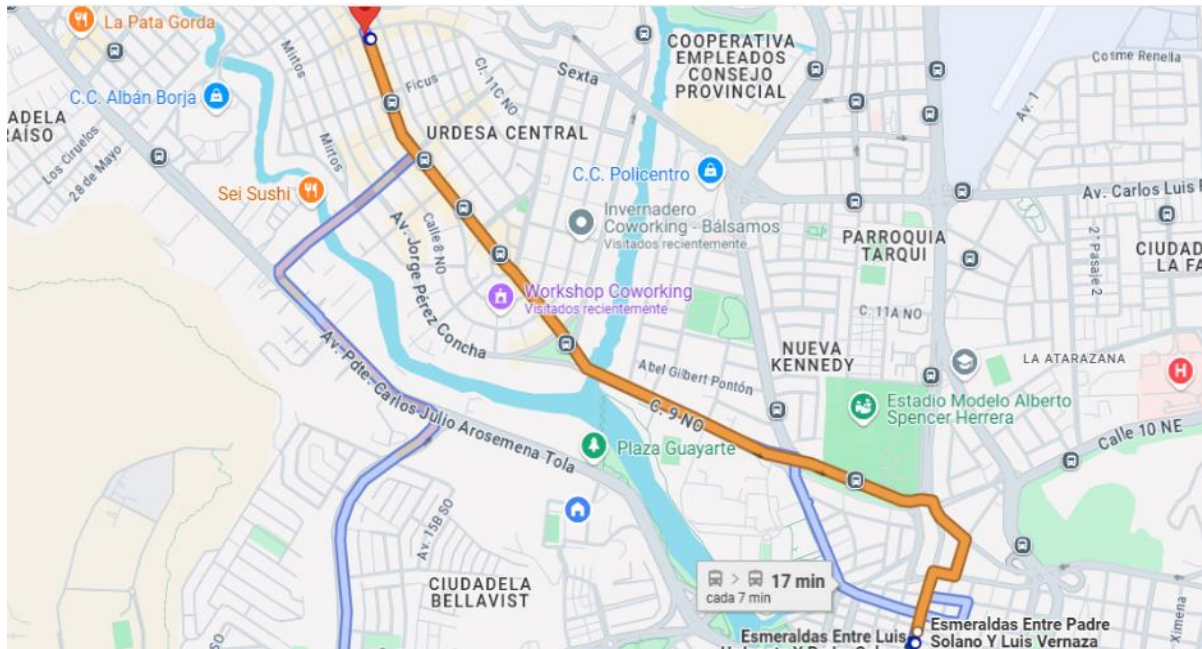 La Pata Gorda
Mirtos
Ficus
Cl. 11C NO
Sexta
COOPERATIVA
EMPLEADOS
CONSEJO
PROVINCIAL
Cosme Renella
Av. 1
C.C. Albán Borja
ADELA
RAÍSO
URDESA CENTRAL
Los Ciruelos
28 de Mayo
Mirtos
C.C. Policentro
Av. Carlos Luis
Sei Sushi
Invernadero
Coworking - Bálsamos
Visitados recientemente
Av. Jorge Pérez Concha
Calle 8 NO
PARROQUIA
TARQUI
2° Pasaje 2
CIUDAD
LA FA
Workshop Coworking
Visitados recientemente
C. 11A NO
NUEVA
KENNEDY
LA ATARAZANA
Abel Gilbert Pontón
Av. Pdte. Carlos Julio Arosemena Tola
C. 9 NO
Estadio Modelo Alberto
Spencer Herrera
H
Calle 10 NE
Plaza Guayarte
Av. 15B SO
CIUDADELA
BELLAVIST
> 17 min
cada 7 min
Ximena
Esmeraldas Entre Padre
Solano Y Luis Vernaza
Esmeraldas Entre Luis